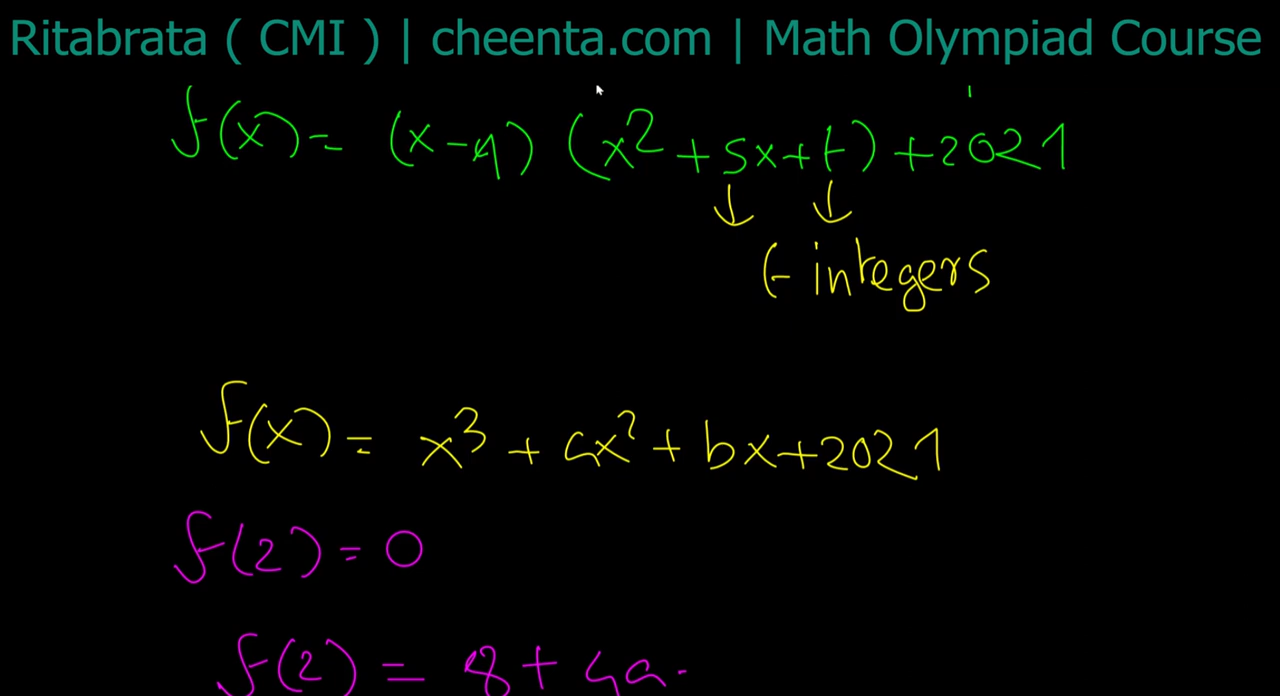 Ritabrata ( CMI ) | cheenta.com | Math Olympiad Course
f(x) = (x-4) (x² + sx + t) + 2021
∈ integers
f(x) = x³ + ax² + bx + 2021
f(2) = 0
f(2) = 8 + 4a